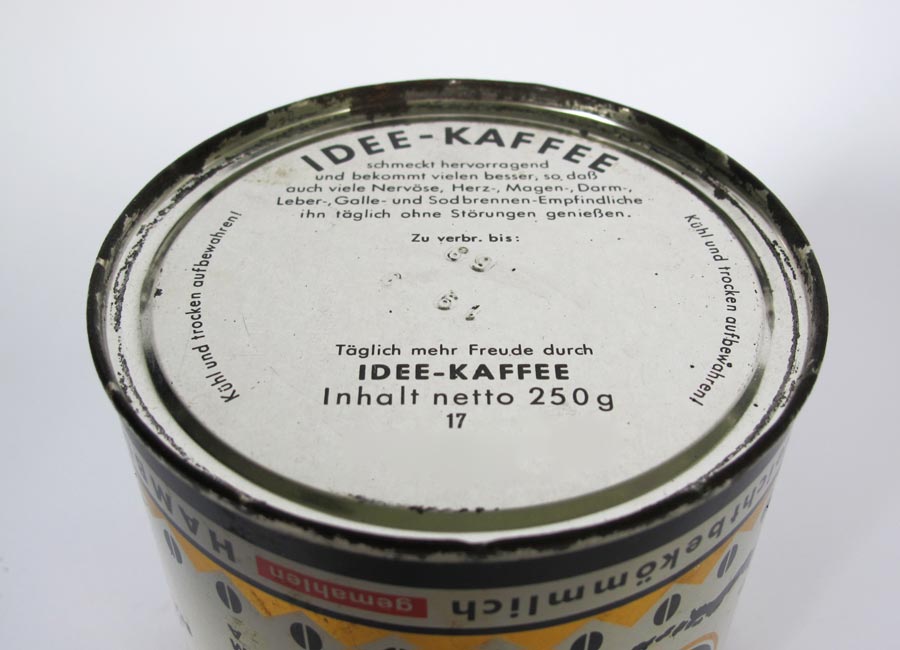 IDEE-KAFFEE
schmeckt hervorragend
und bekommt vielen besser, so daß
auch viele Nervöse, Herz-, Magen-, Darm-,
Leber-, Galle- und Sodbrennen-Empfindliche
ihn täglich ohne Störungen genießen.
Kühl und trocken aufbewahren!
Kühl und trocken aufbewahren!
Zu verbr. bis:
Täglich mehr Freude durch
IDEE-KAFFEE
Inhalt netto 250g
17
gemahlen